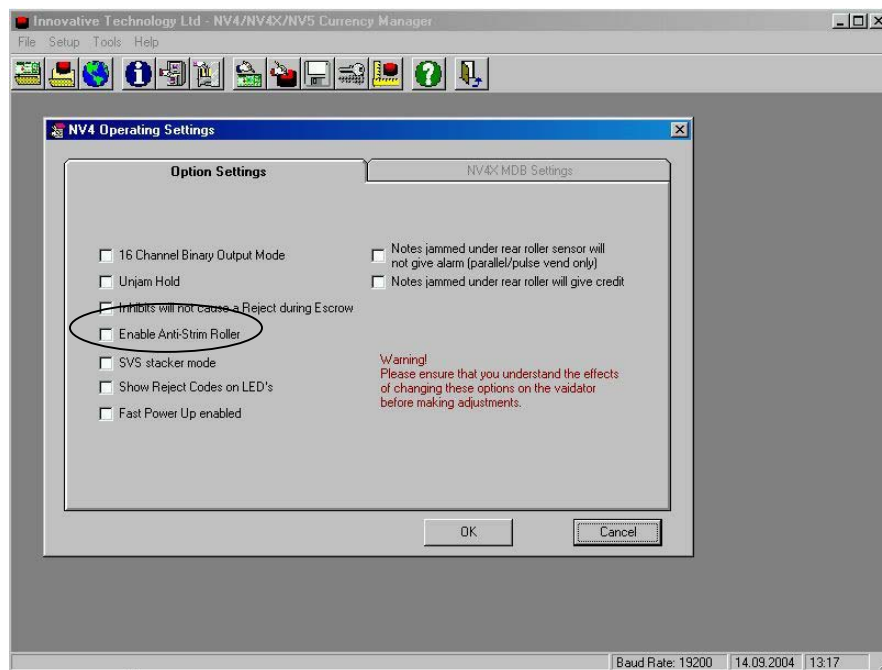 Innovative Technology Ltd - NV4/NV4X/NV5 Currency Manager
File Setup Tools Help
NV4 Operating Settings
Option Settings
NV4X MDB Settings
16 Channel Binary Output Mode
Unjam Hold
Inhibits will not cause a Reject during Escrow
Enable Anti-Strim Roller
SVS stacker mode
Show Reject Codes on LED's
Fast Power Up enabled
Notes jammed under rear roller sensor will
not give alarm (parallel/pulse vend only)
Notes jammed under rear roller will give credit
Warning!
Please ensure that you understand the effects
of changing these options on the vaidator
before making adjustments.
OK
Cancel
Baud Rate: 19200 14.09.2004 13:17